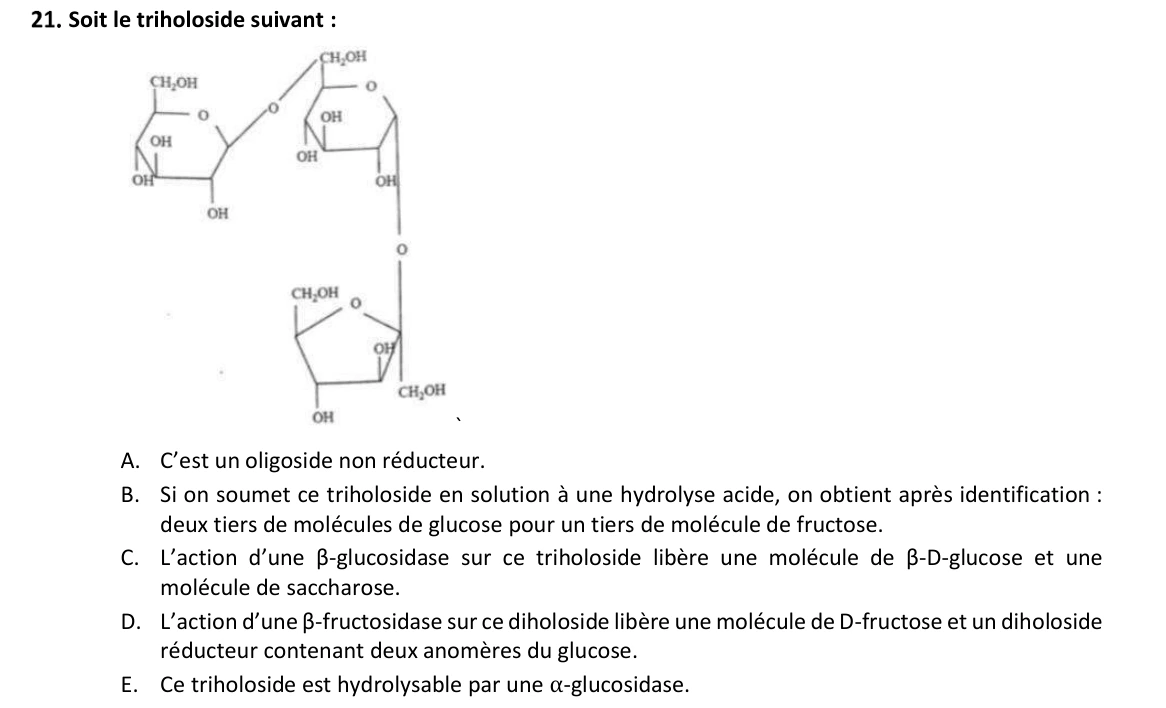 21. Soit le triholoside suivant :
CH₂OH
CH₂OH
O
O
O
OH
OH
OH
OH
OH
OH
O
CH₂OH
O
OH
CH₂OH
OH
A. C’est un oligoside non réducteur.
B. Si on soumet ce triholoside en solution à une hydrolyse acide, on obtient après identification :
deux tiers de molécules de glucose pour un tiers de molécule de fructose.
C. L’action d’une β-glucosidase sur ce triholoside libère une molécule de β-D-glucose et une
molécule de saccharose.
D. L’action d’une β-fructosidase sur ce diholoside libère une molécule de D-fructose et un diholoside
réducteur contenant deux anomères du glucose.
E. Ce triholoside est hydrolysable par une α-glucosidase.